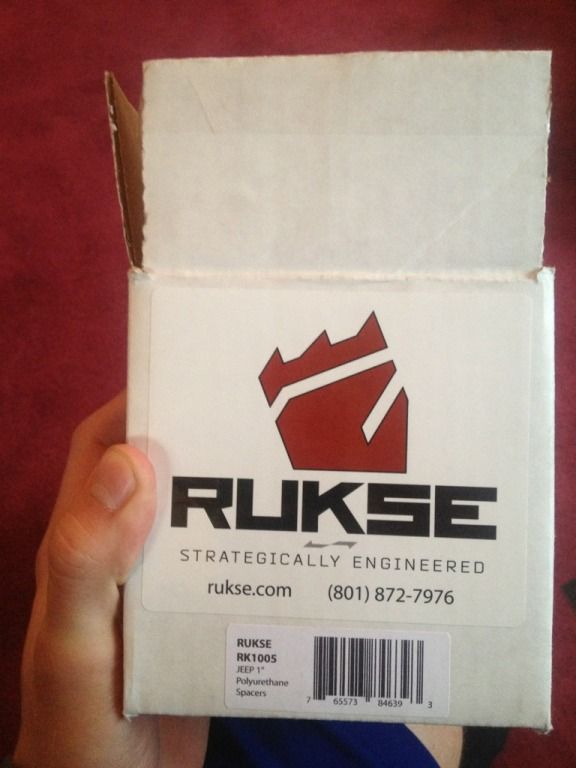 RUKSE
STRATEGICALLY ENGINEERED
rukse.com (801) 872-7976
RUKSE
RK1005
JEEP 1"
Polyurethane
Spacers
7 65573 84639 3